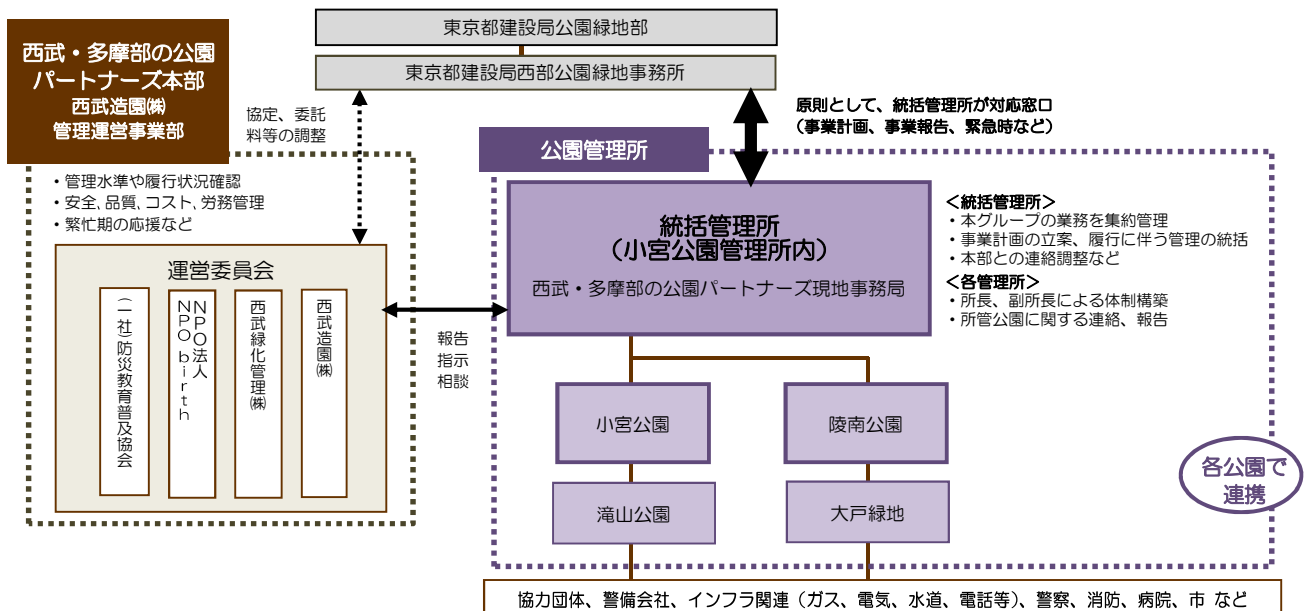 東京都建設局公園緑地部
東京都建設局西部公園緑地事務所
西武・多摩部の公園
パートナーズ本部
西武造園㈱
管理運営事業部
協定、委託
料等の調整
原則として、統括管理所が対応窓口
（事業計画、事業報告、緊急時など）
・管理水準や履行状況確認
・安全、品質、コスト、労務管理
・繁忙期の応援など
運営委員会
（一社）防災教育普及協会
NPO法人
NPO birth
西武緑化管理㈱
西武造園㈱
報告
指示
相談
公園管理所
統括管理所
（小宮公園管理所内）
西武・多摩部の公園パートナーズ現地事務局
＜統括管理所＞
・本グループの業務を集約管理
・事業計画の立案、履行に伴う管理の統括
・本部との連絡調整など
＜各管理所＞
・所長、副所長による体制構築
・所管公園に関する連絡、報告
小宮公園
陵南公園
滝山公園
大戸緑地
各公園で
連携
協力団体、警備会社、インフラ関連（ガス、電気、水道、電話等）、警察、消防、病院、市 など